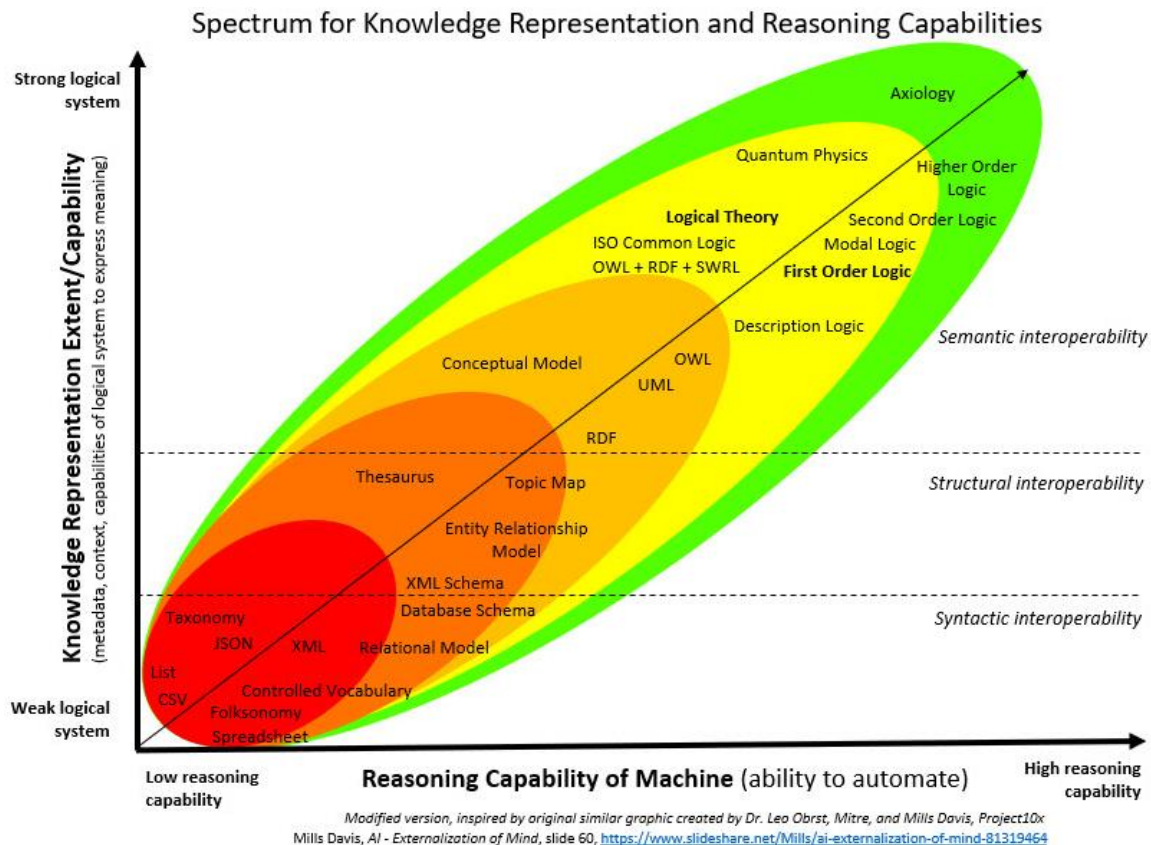 Spectrum for Knowledge Representation and Reasoning Capabilities
Strong logical
system
Knowledge Representation Extent/Capability
(metadata, context, capabilities of logical system to express meaning)
Weak logical
system
Axiology
Quantum Physics
Higher Order
Logic
Logical Theory
Second Order Logic
ISO Common Logic
Modal Logic
OWL + RDF + SWRL
First Order Logic
Description Logic
Semantic interoperability
Conceptual Model
OWL
UML
RDF
Thesaurus
Topic Map
Structural interoperability
Entity Relationship
Model
XML Schema
Database Schema
Taxonomy
Syntactic interoperability
JSON
XML
Relational Model
List
CSV
Controlled Vocabulary
Folksonomy
Spreadsheet
Low reasoning
capability
Reasoning Capability of Machine (ability to automate)
High reasoning
capability
Modified version, inspired by original similar graphic created by Dr. Leo Obrst, Mitre, and Mills Davis, Project10x
Mills Davis, AI - Externalization of Mind, slide 60, https://www.slideshare.net/Mills/ai-externalization-of-mind-81319464